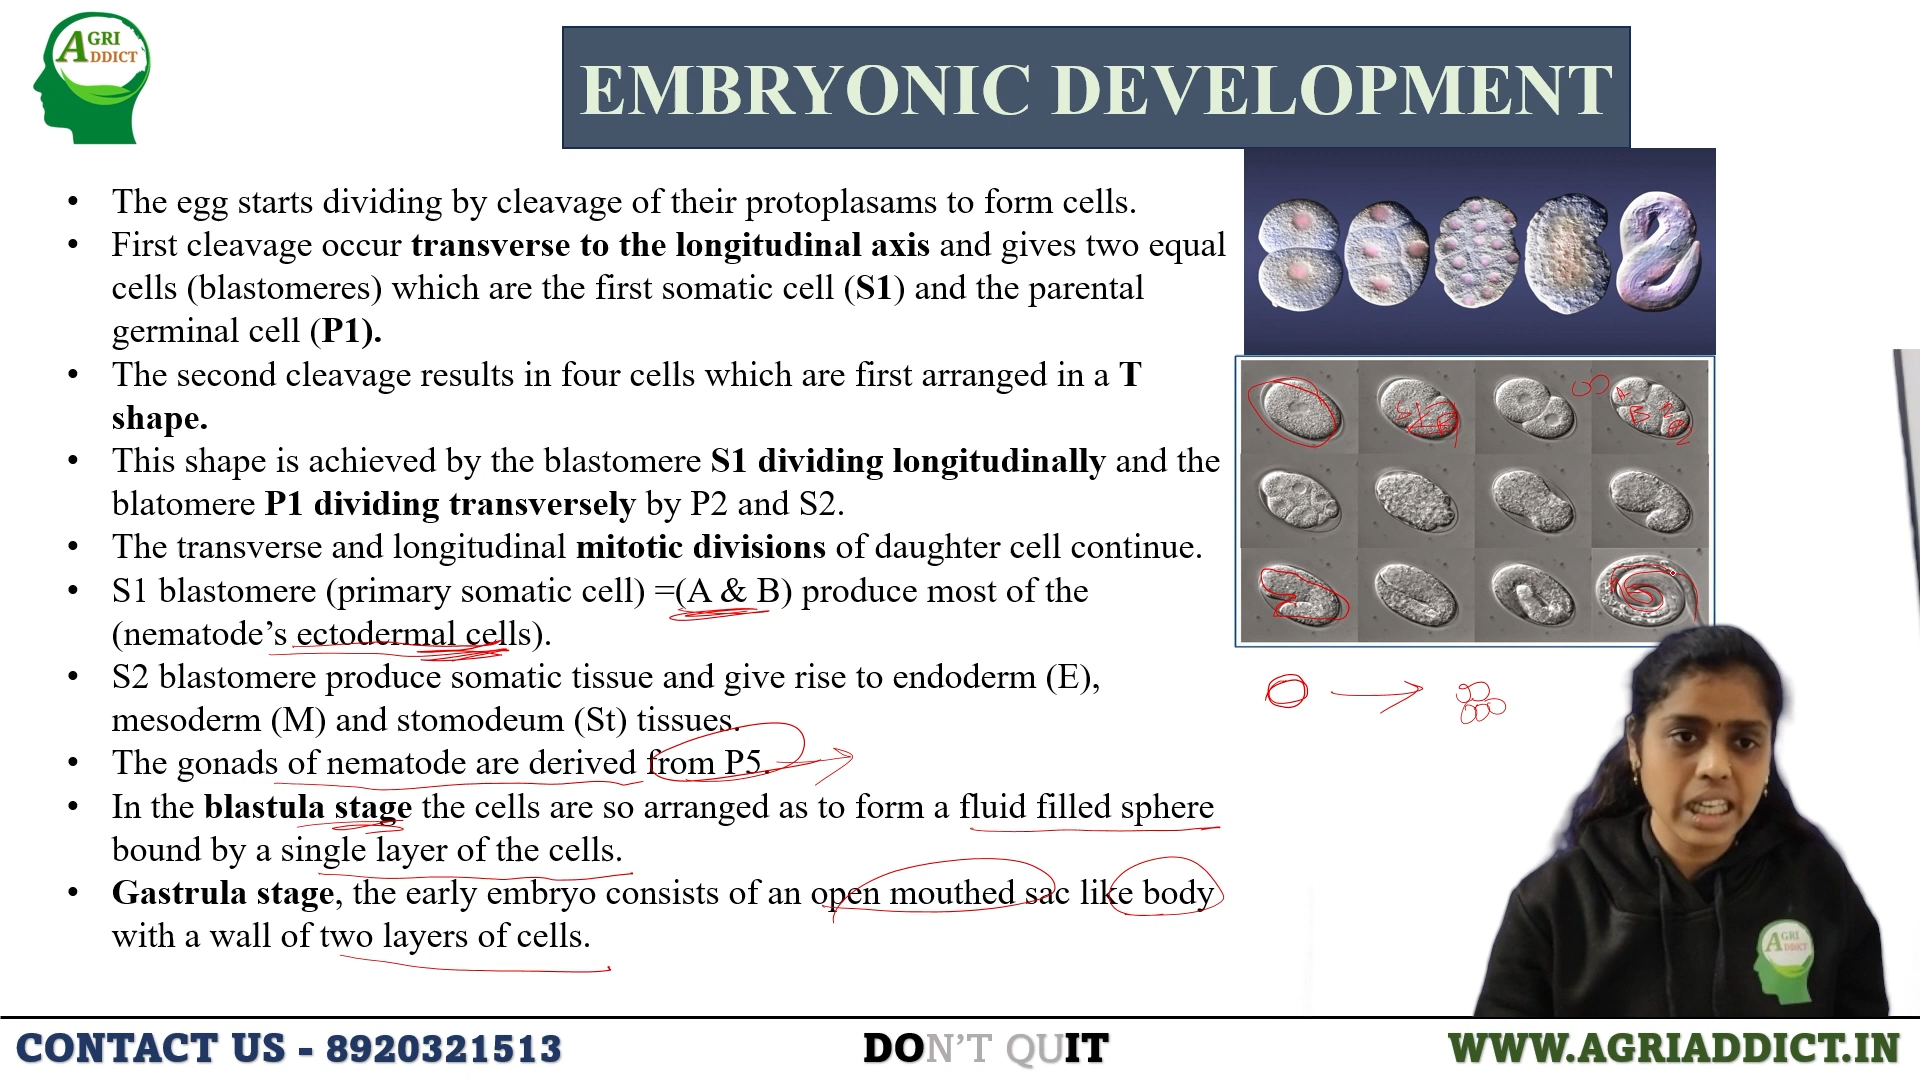 AGRI
ADDICT
EMBRYONIC DEVELOPMENT
• The egg starts dividing by cleavage of their protoplasams to form cells.
• First cleavage occur transverse to the longitudinal axis and gives two equal
cells (blastomeres) which are the first somatic cell (S1) and the parental
germinal cell (P1).
• The second cleavage results in four cells which are first arranged in a T
shape.
• This shape is achieved by the blastomere S1 dividing longitudinally and the
blatomere P1 dividing transversely by P2 and S2.
• The transverse and longitudinal mitotic divisions of daughter cell continue.
• S1 blastomere (primary somatic cell) =(A & B) produce most of the
(nematode’s ectodermal cells).
• S2 blastomere produce somatic tissue and give rise to endoderm (E),
mesoderm (M) and stomodeum (St) tissues.
• The gonads of nematode are derived from P5.
• In the blastula stage the cells are so arranged as to form a fluid filled sphere
bound by a single layer of the cells.
• Gastrula stage, the early embryo consists of an open mouthed sac like body
with a wall of two layers of cells.
A
B
AGRI
ADDICT
CONTACT US - 8920321513
DON’T QUIT
WWW.AGRIADDICT.IN